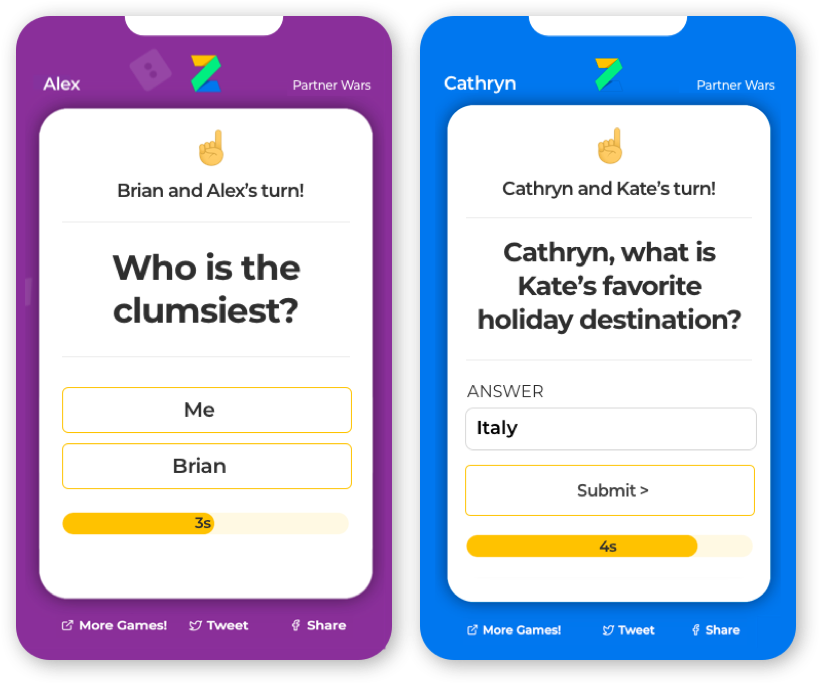 Alex
Partner Wars
Brian and Alex's turn!
Who is the
clumsiest?
Me
Brian
3s
More Games!
Tweet
Share
Cathryn
Partner Wars
Cathryn and Kate's turn!
Cathryn, what is
Kate's favorite
holiday destination?
ANSWER
Italy
Submit >
4s
More Games!
Tweet
Share